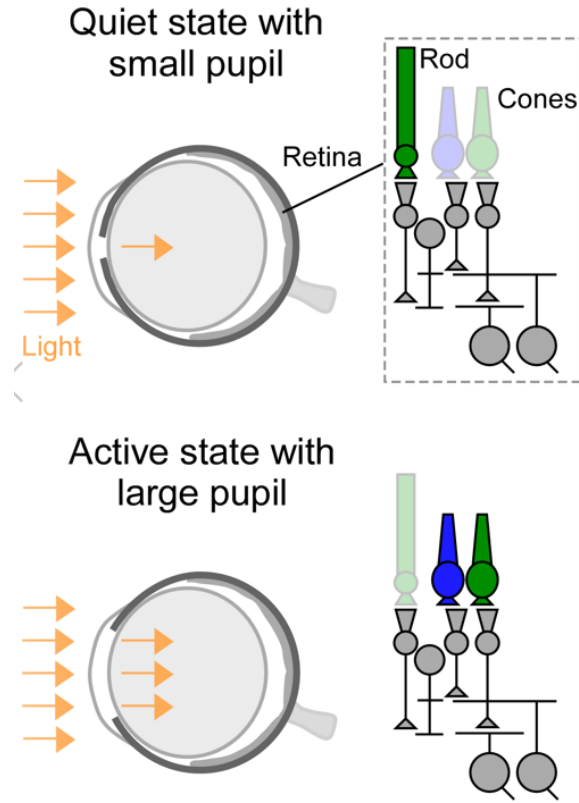 Quiet state with
small pupil
Rod
Cones
Retina
Light
Active state with
large pupil